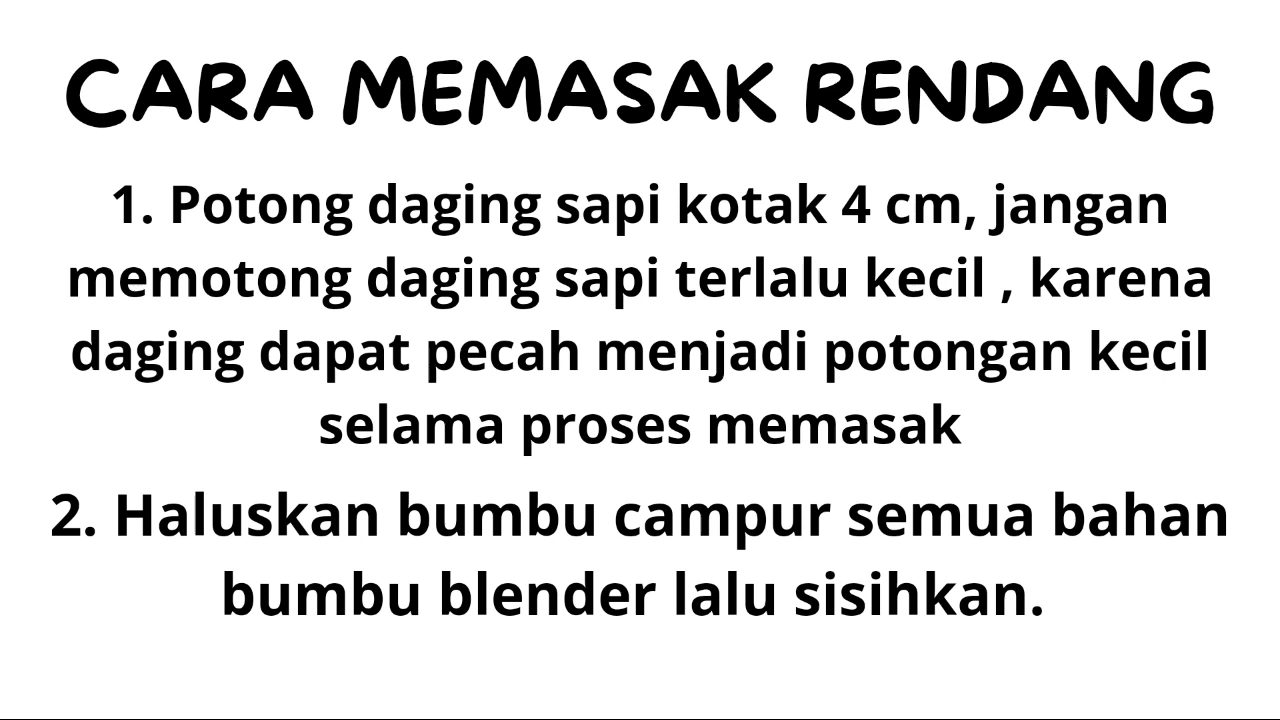 CARA MEMASAK RENDANG
1. Potong daging sapi kotak 4 cm, jangan
memotong daging sapi terlalu kecil , karena
daging dapat pecah menjadi potongan kecil
selama proses memasak
2. Haluskan bumbu campur semua bahan
bumbu blender lalu sisihkan.